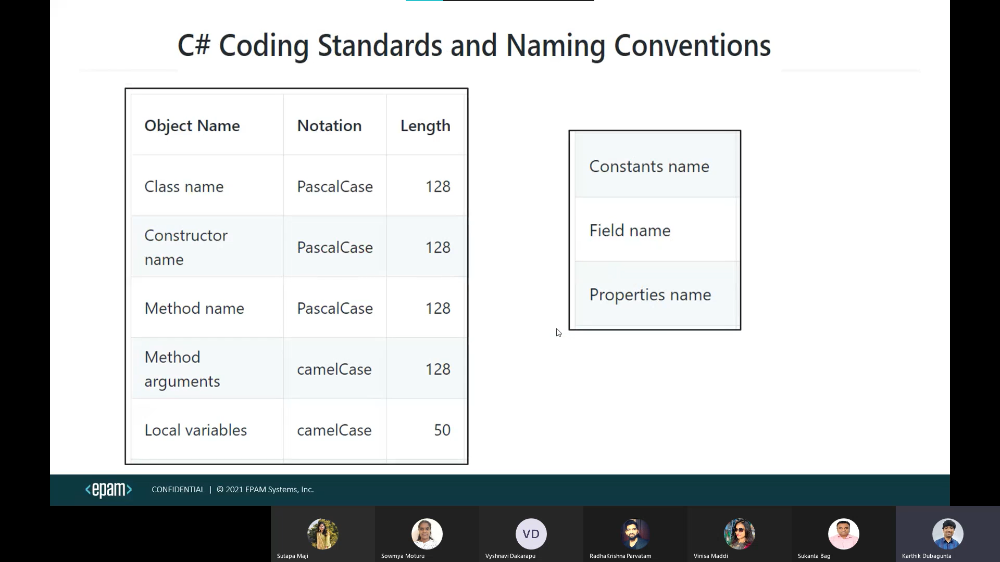 C# Coding Standards and Naming Conventions
Object Name Notation Length
Class name PascalCase 128
Constructor
name PascalCase 128
Method name PascalCase 128
Method
arguments camelCase 128
Local variables camelCase 50
Constants name
Field name
Properties name
<epam> CONFIDENTIAL | © 2021 EPAM Systems, Inc.
VD
Sutapa Maji Sowmya Moturu Vyshnavi Dakarapu RadhaKrishna Parvatam Vinisa Maddi Sukanta Bag Karthik Dubagunta